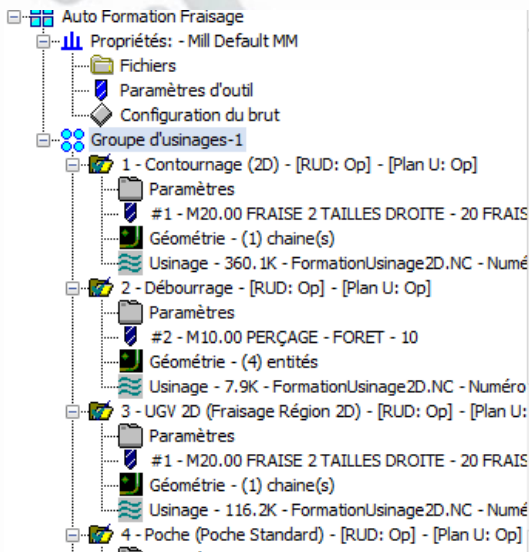 Auto Formation Fraisage
Propriétés: - Mill Default MM
Fichiers
Paramètres d'outil
Configuration du brut
Groupe d'usinages-1
1 - Contournage (2D) - [RUD: Op] - [Plan U: Op]
Paramètres
#1 - M20.00 FRAISE 2 TAILLES DROITE - 20 FRAIS
Géométrie - (1) chaine(s)
Usinage - 360.1K - FormationUsinage2D.NC - Numé
2 - Débourrage - [RUD: Op] - [Plan U: Op]
Paramètres
#2 - M10.00 PERÇAGE - FORET - 10
Géométrie - (4) entités
Usinage - 7.9K - FormationUsinage2D.NC - Numéro
3 - UGV 2D (Fraisage Région 2D) - [RUD: Op] - [Plan U:
Paramètres
#1 - M20.00 FRAISE 2 TAILLES DROITE - 20 FRAIS
Géométrie - (1) chaine(s)
Usinage - 116.2K - FormationUsinage2D.NC - Numé
4 - Poche (Poche Standard) - [RUD: Op] - [Plan U: Op]